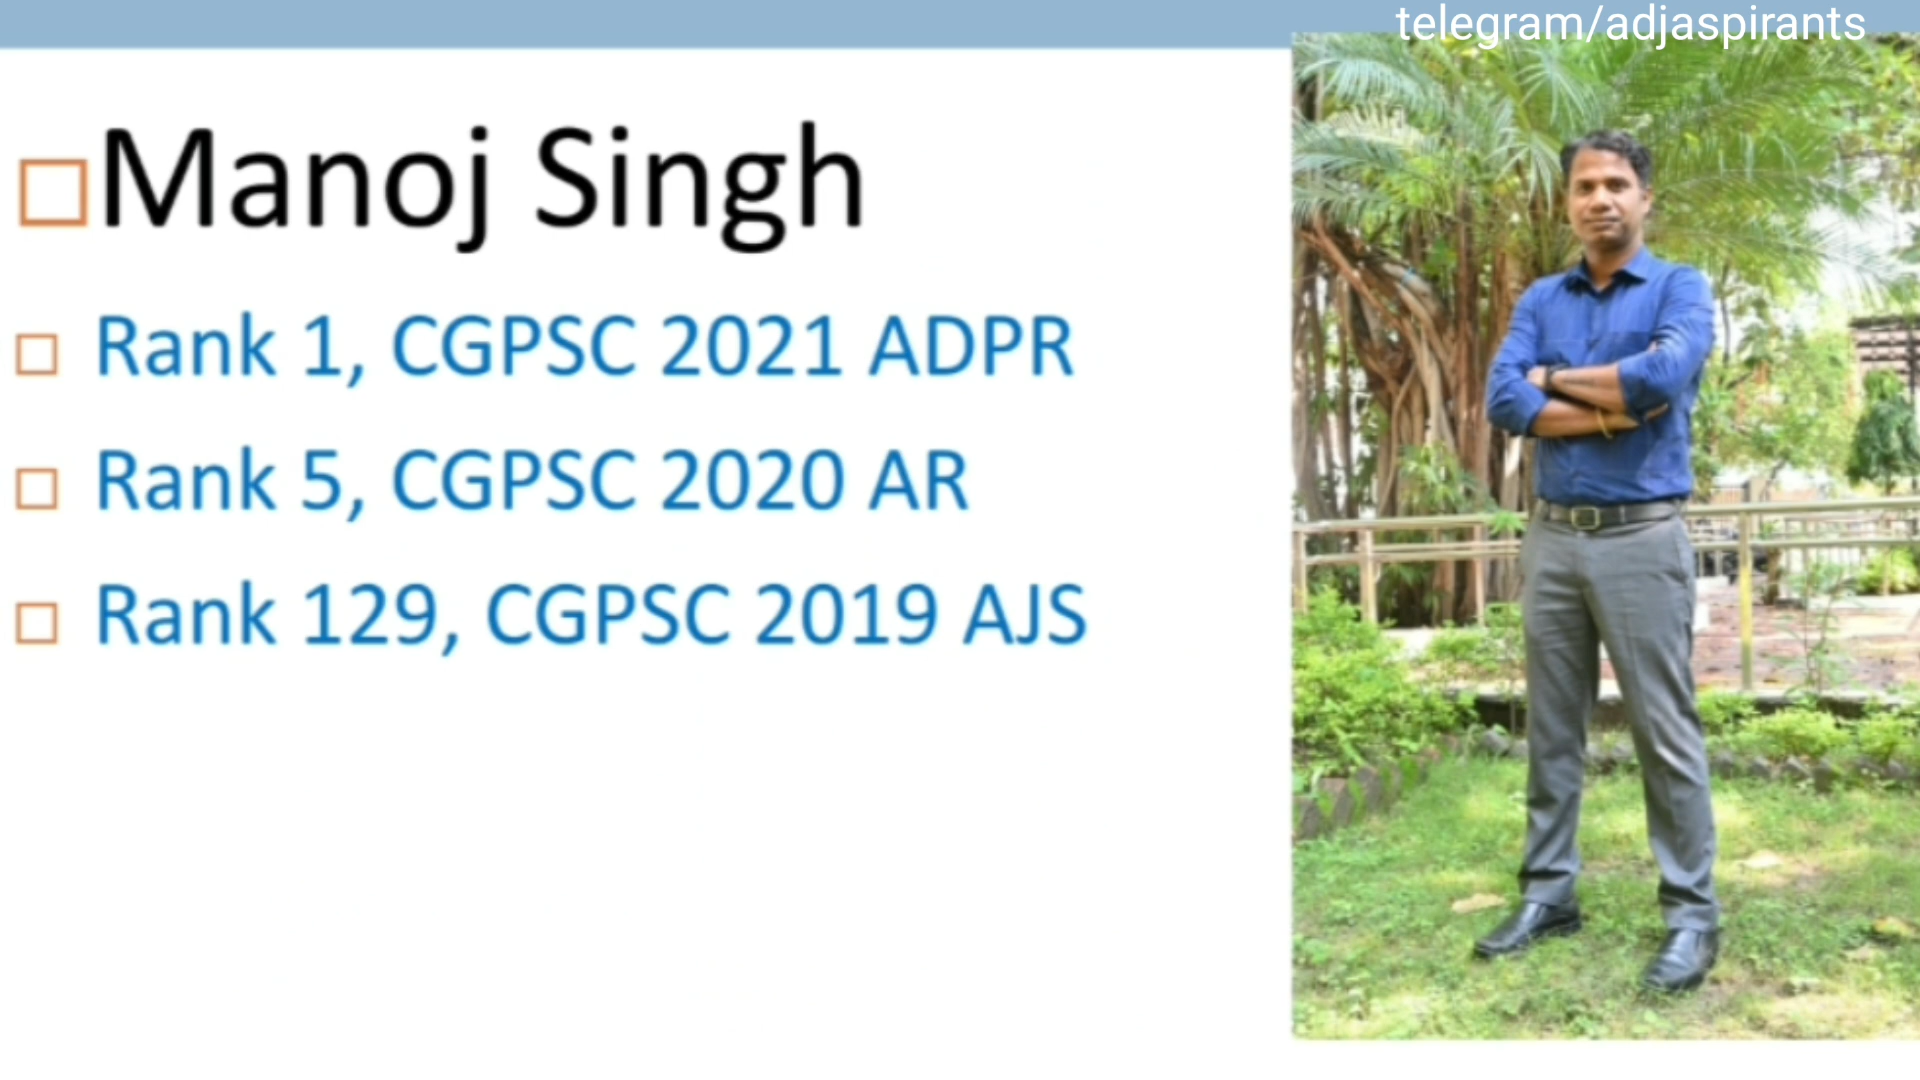 telegram/adjaspirants
Manoj Singh
Rank 1, CGPSC 2021 ADPR
Rank 5, CGPSC 2020 AR
Rank 129, CGPSC 2019 AJS